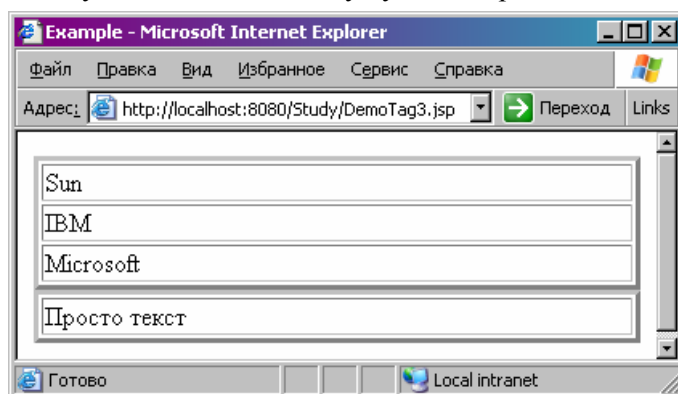 Example - Microsoft Internet Explorer
Файл Правка Вид Избранное Сервис Справка
Адрес: http://localhost:8080/Study/DemoTag3.jsp Переход Links
Sun
IBM
Microsoft
Просто текст
Готово Local intranet